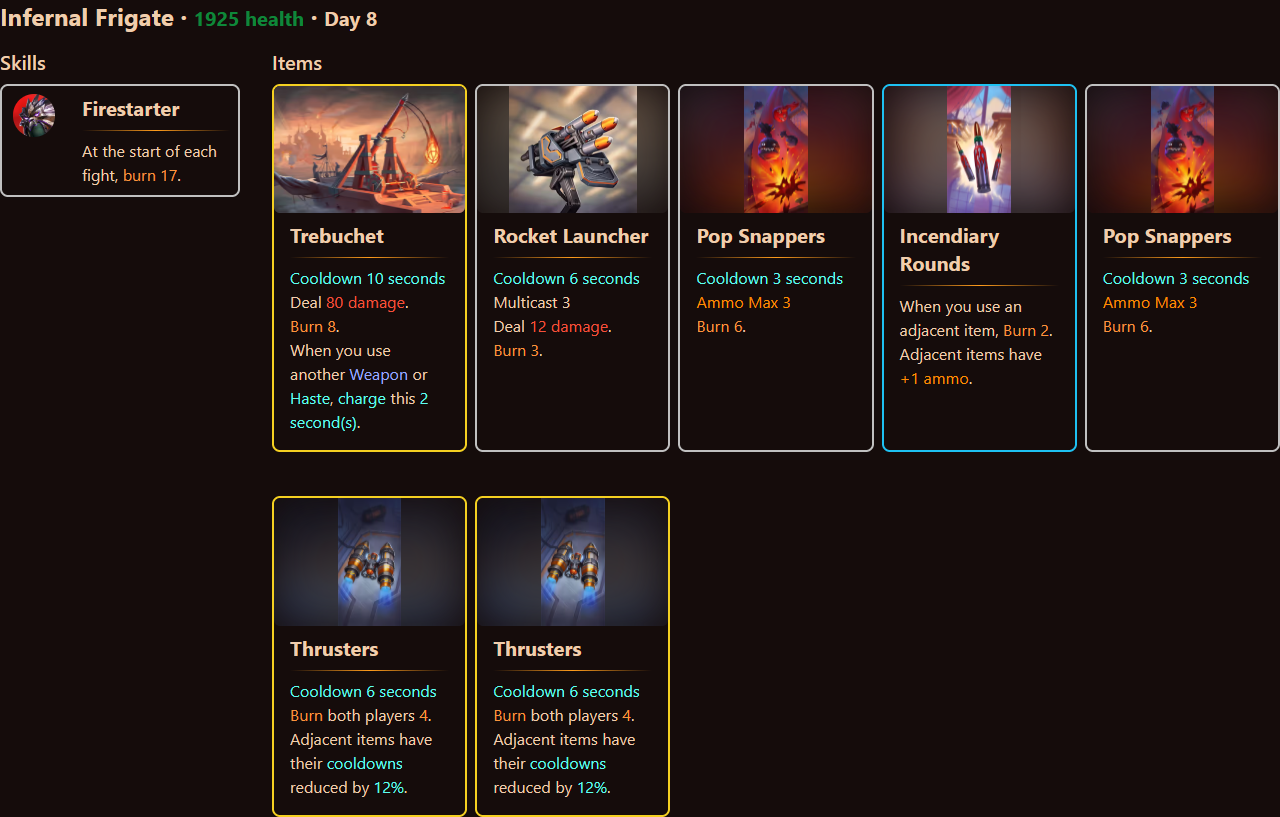 Infernal Frigate · 1925 health · Day 8
Skills
Firestarter
At the start of each
fight, burn 17.
Items
Trebuchet
Cooldown 10 seconds
Deal 80 damage.
Burn 8.
When you use
another Weapon or
Haste, charge this 2
second(s).
Rocket Launcher
Cooldown 6 seconds
Multicast 3
Deal 12 damage.
Burn 3.
Pop Snappers
Cooldown 3 seconds
Ammo Max 3
Burn 6.
Incendiary
Rounds
When you use an
adjacent item, Burn 2.
Adjacent items have
+1 ammo.
Pop Snappers
Cooldown 3 seconds
Ammo Max 3
Burn 6.
Thrusters
Cooldown 6 seconds
Burn both players 4.
Adjacent items have
their cooldowns
reduced by 12%.
Thrusters
Cooldown 6 seconds
Burn both players 4.
Adjacent items have
their cooldowns
reduced by 12%.